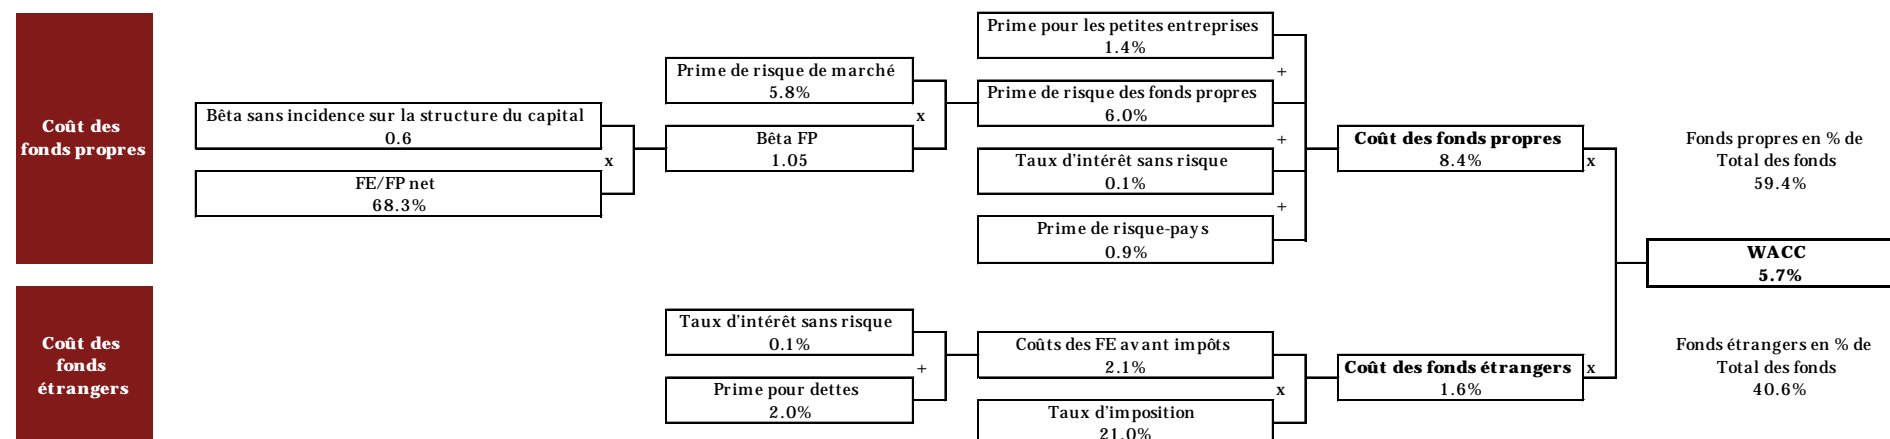 Coût des
fonds propres
Bêta sans incidence sur la structure du capital
0.6
x
FE/FP net
68.3%
Prime de risque de marché
5.8%
x
Bêta FP
1.05
Prime pour les petites entreprises
1.4%
+
Prime de risque des fonds propres
6.0%
+
Taux d'intérêt sans risque
0.1%
+
Prime de risque-pays
0.9%
Coût des fonds propres
8.4%
x
Fonds propres en % de
Total des fonds
59.4%
WACC
5.7%
Coût des
fonds
étrangers
Taux d'intérêt sans risque
0.1%
+
Prime pour dettes
2.0%
Coûts des FE avant impôts
2.1%
x
Taux d'imposition
21.0%
Coût des fonds étrangers
1.6%
x
Fonds étrangers en % de
Total des fonds
40.6%